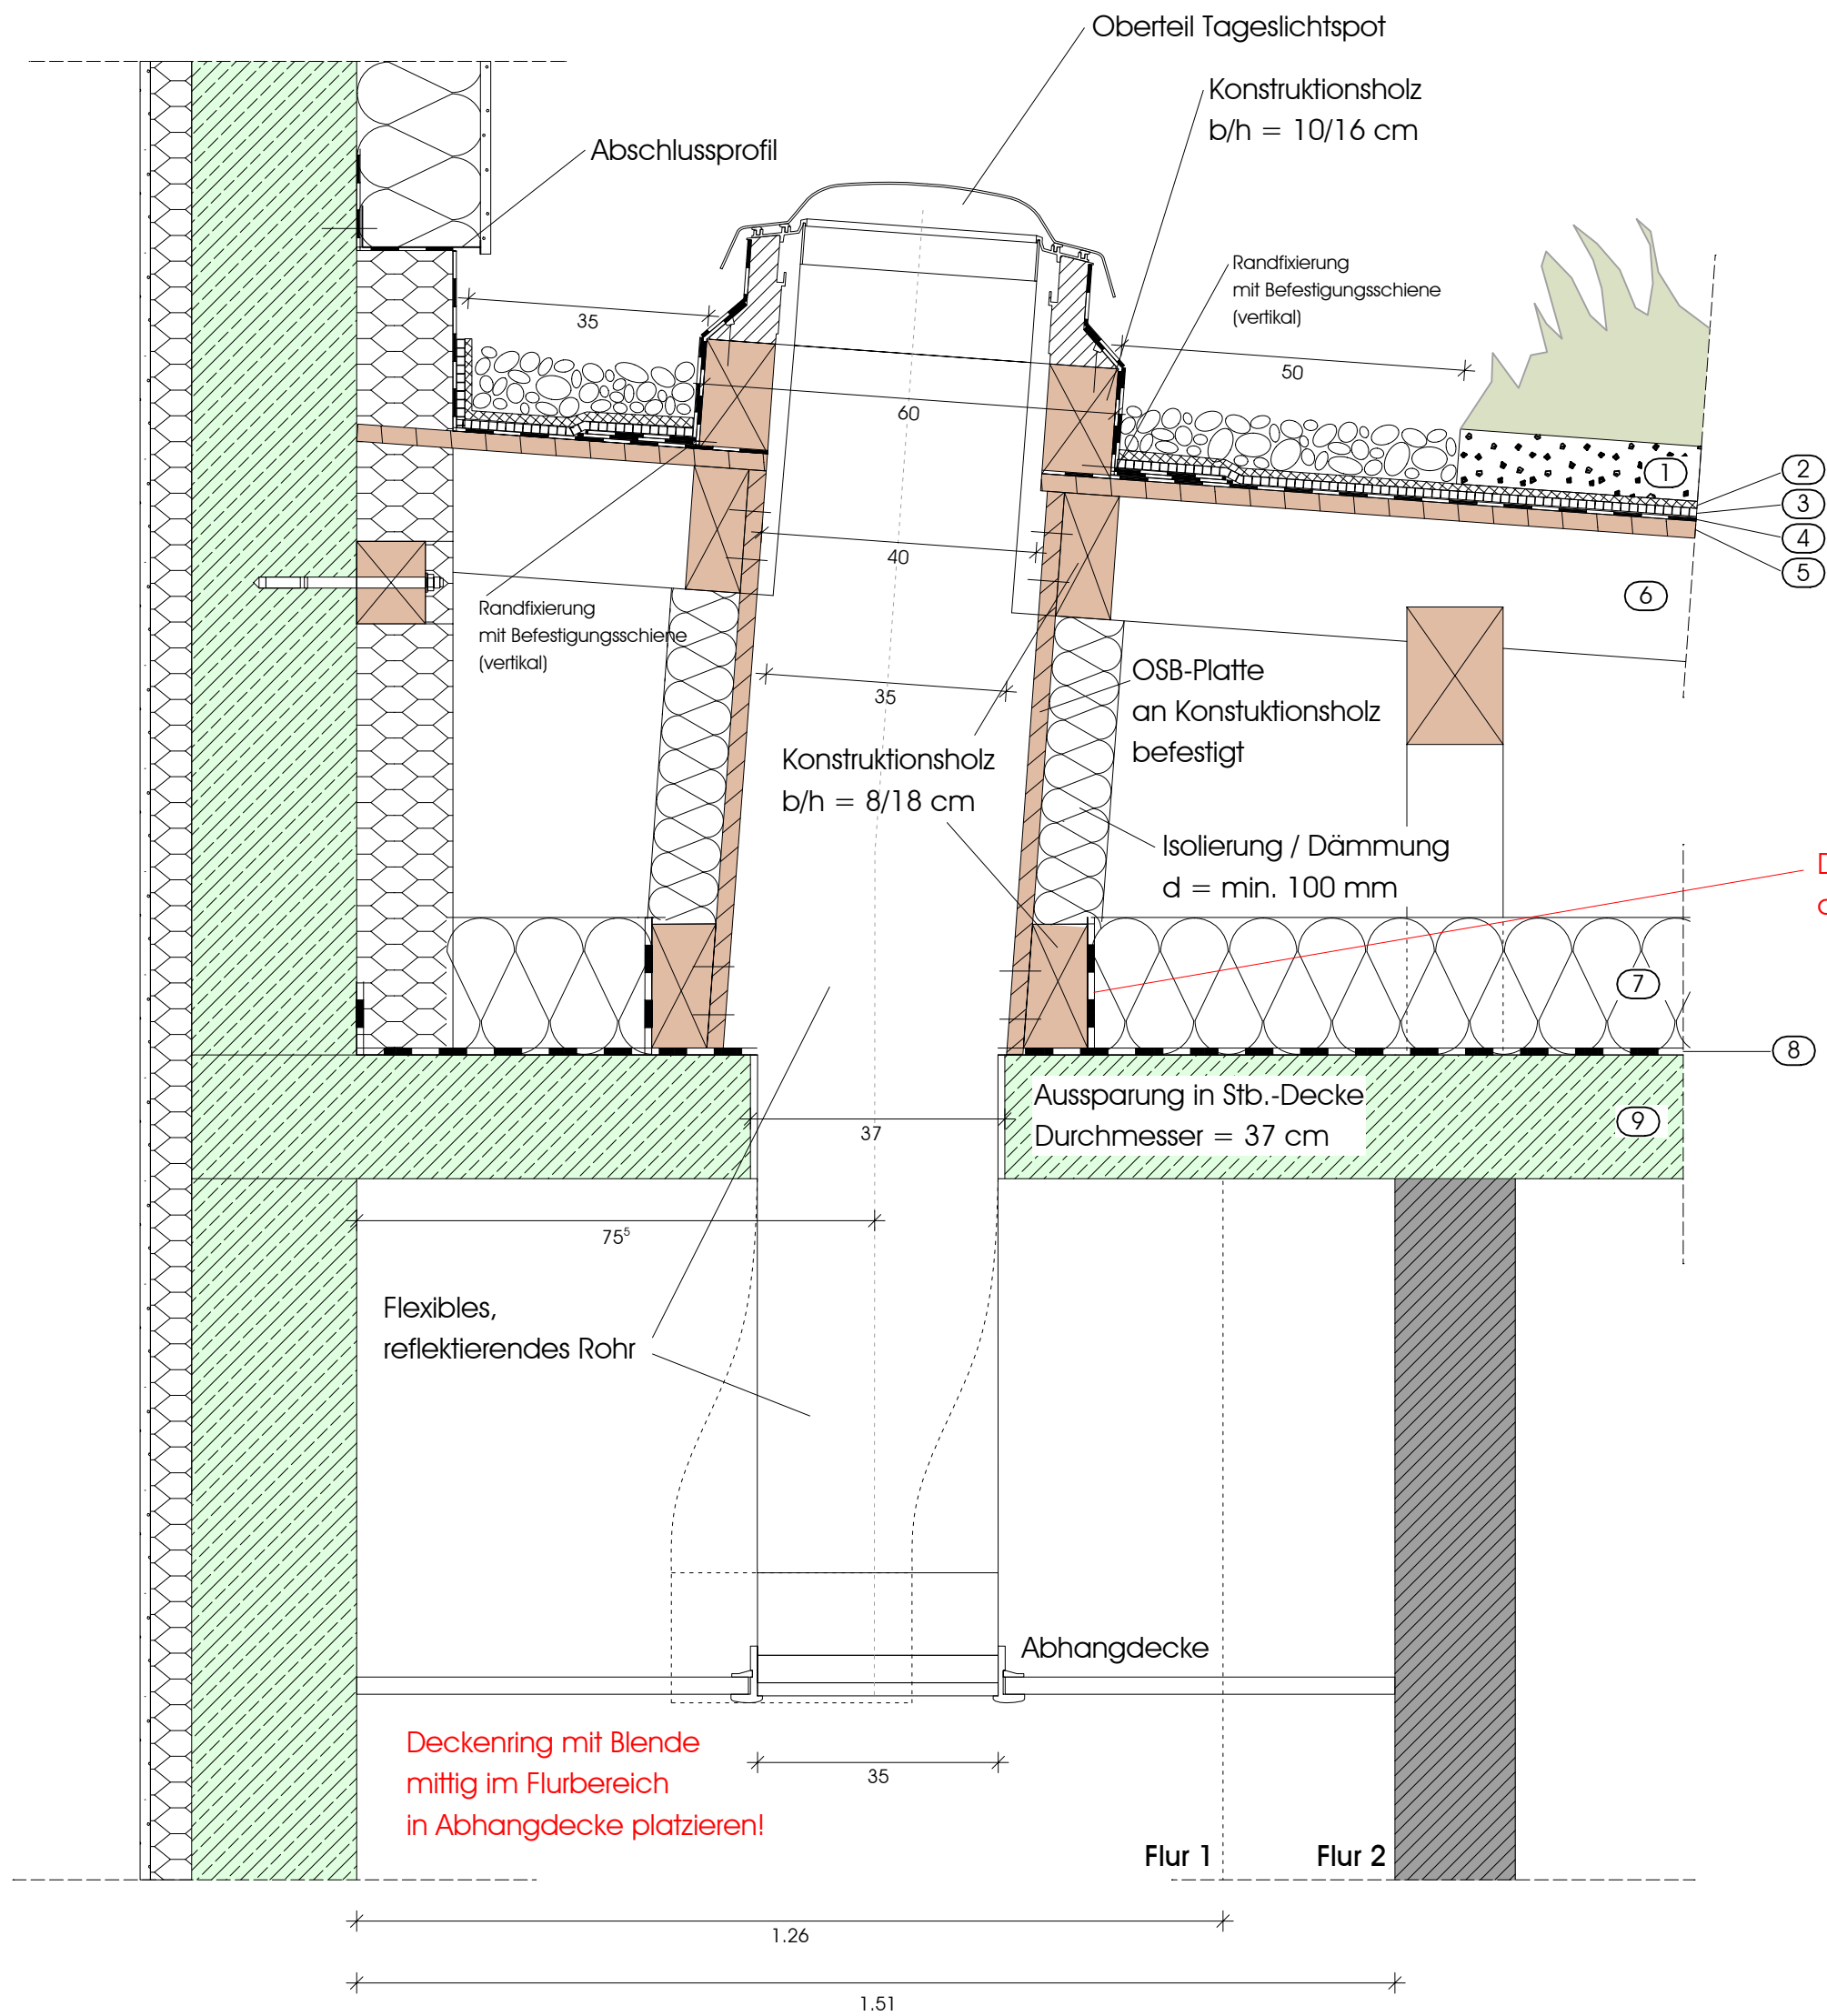 Oberteil Tageslichtspot
Konstruktionsholz
b/h = 10/16 cm
Abschlussprofil
Randfixierung
mit Befestigungsschiene
(vertikal)
35
50
60
1
2
3
4
5
6
40
Randfixierung
mit Befestigungsschiene
(vertikal)
35
OSB-Platte
an Konstuktionsholz
befestigt
Konstruktionsholz
b/h = 8/18 cm
Isolierung / Dämmung
d = min. 100 mm
7
8
Aussparung in Stb.-Decke
Durchmesser = 37 cm
9
37
75⁵
Flexibles,
reflektierendes Rohr
Abhangdecke
Deckenring mit Blende
mittig im Flurbereich
in Abhangdecke platzieren!
35
Flur 1
Flur 2
1.26
1.51